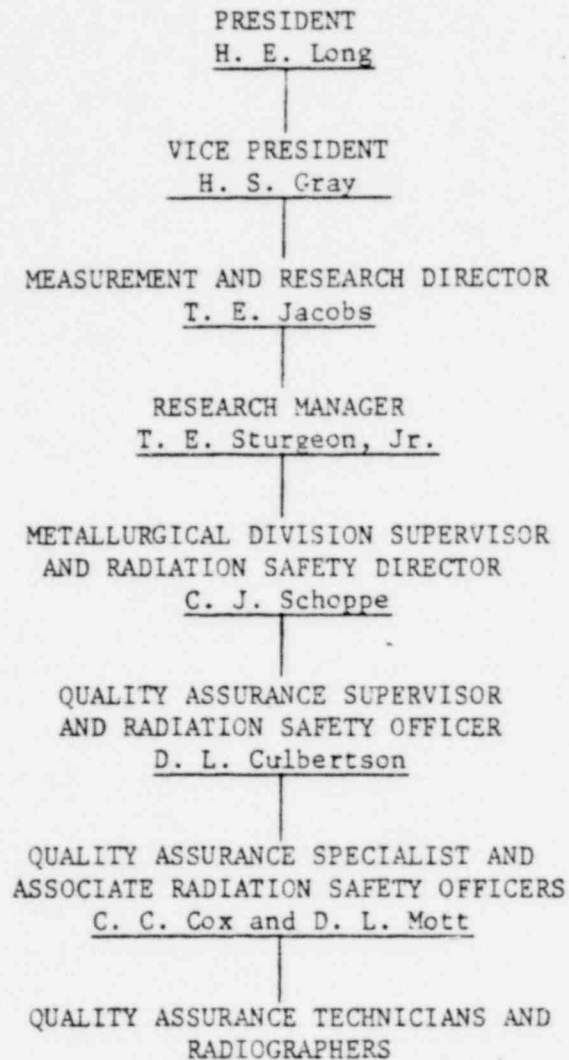 PRESIDENT
H. E. Long
VICE PRESIDENT
H. S. Gray
MEASUREMENT AND RESEARCH DIRECTOR
T. E. Jacobs
RESEARCH MANAGER
T. E. Sturgeon, Jr.
METALLURGICAL DIVISION SUPERVISOR
AND RADIATION SAFETY DIRECTOR
C. J. Schoppe
QUALITY ASSURANCE SUPERVISOR
AND RADIATION SAFETY OFFICER
D. L. Culbertson
QUALITY ASSURANCE SPECIALIST AND
ASSOCIATE RADIATION SAFETY OFFICERS
C. C. Cox and D. L. Mott
QUALITY ASSURANCE TECHNICIANS AND
RADIOGRAPHERS